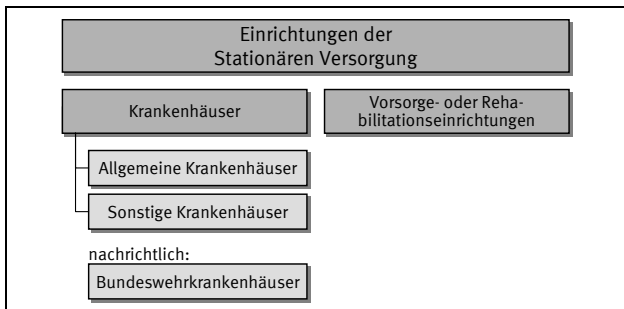 Einrichtungen der
Stationären Versorgung
Krankenhäuser
Vorsorge- oder Reha-
bilitationseinrichtungen
Allgemeine Krankenhäuser
Sonstige Krankenhäuser
nachrichtlich:
Bundeswehrkrankenhäuser